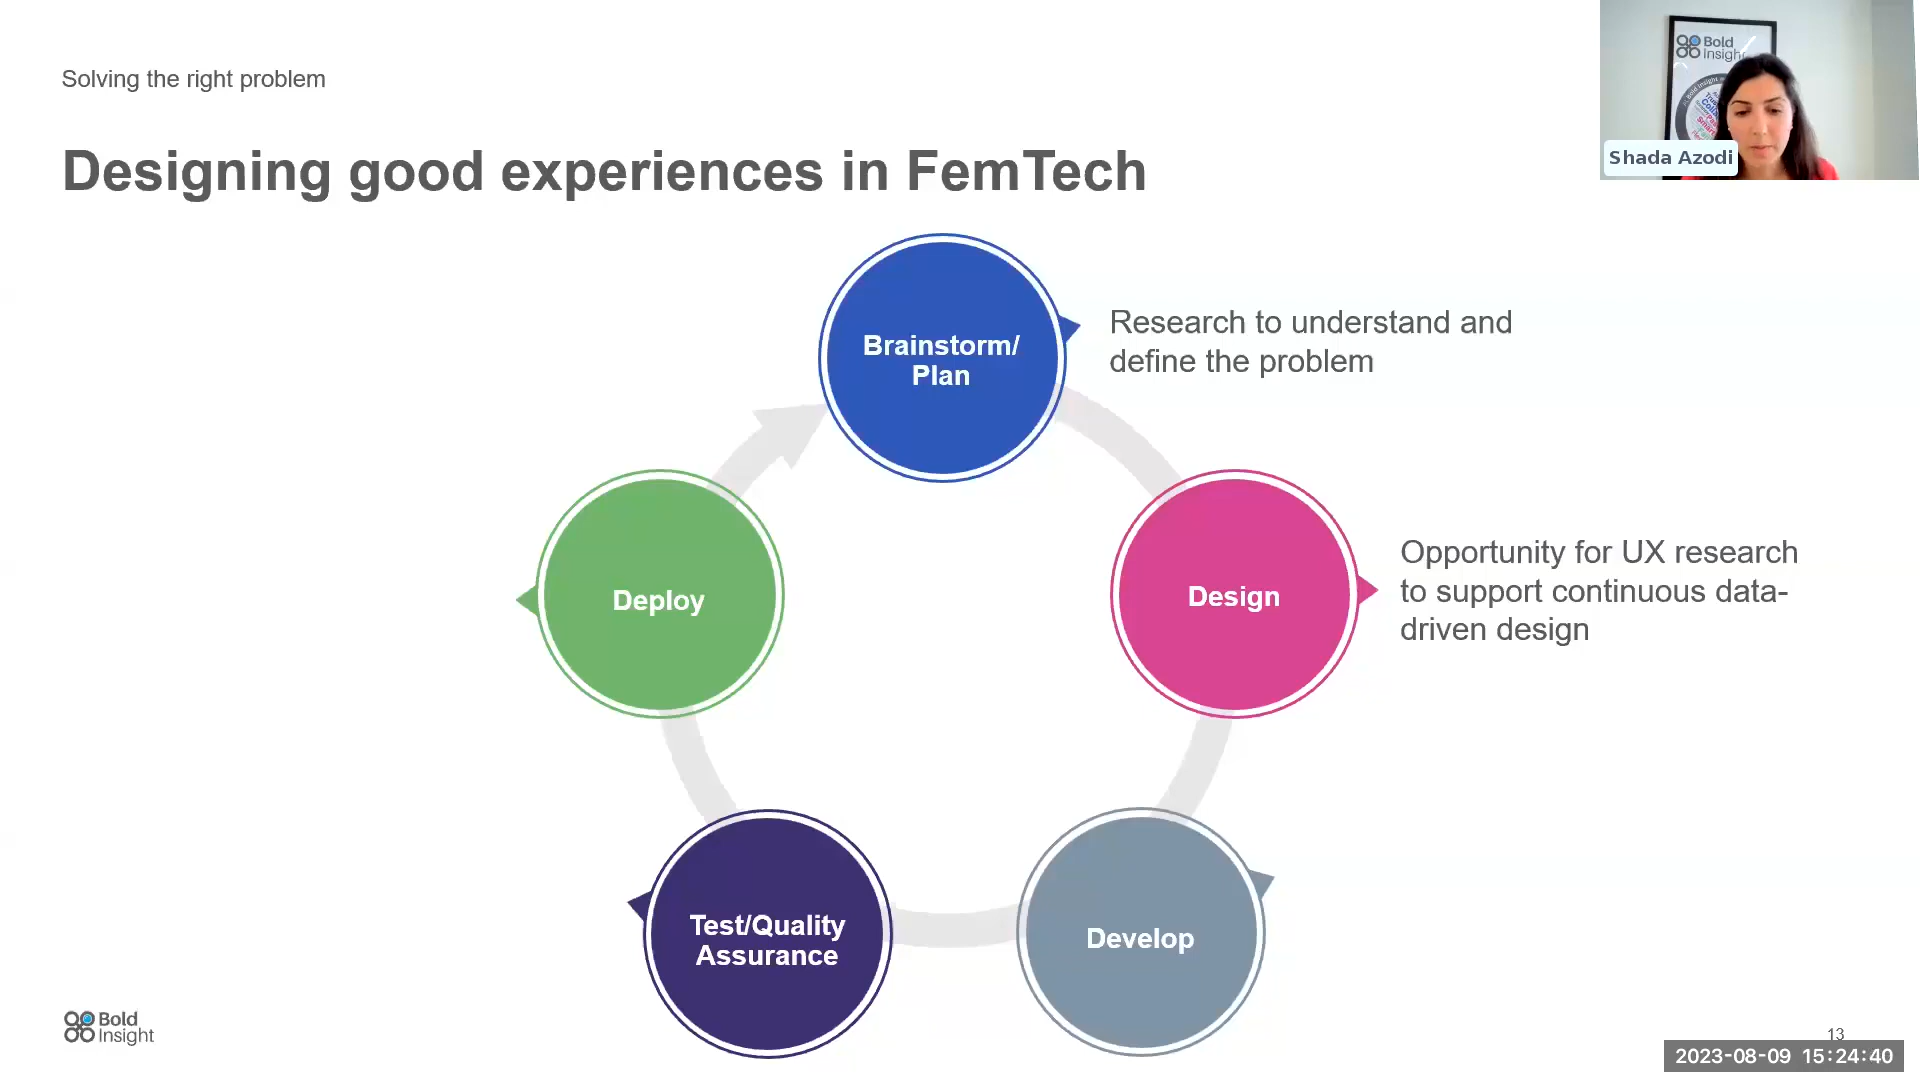 Solving the right problem
Designing good experiences in FemTech
Bold
Insight
Shada Azodi
Brainstorm/
Plan
Research to understand and
define the problem
Design
Opportunity for UX research
to support continuous data-
driven design
Deploy
Test/Quality
Assurance
Develop
Bold
Insight
13
2023-08-09 15:24:40